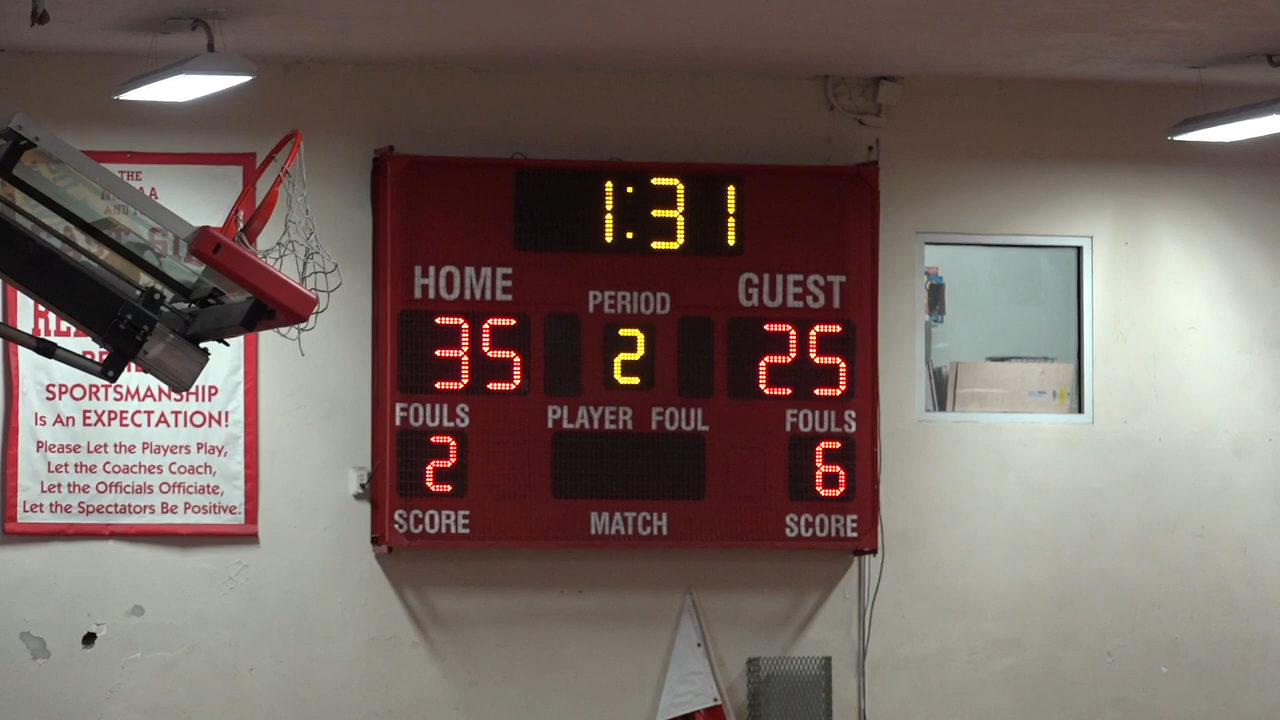 THE
AND
SPORTSMANSHIP
Is An EXPECTATION!
Please Let the Players Play,
Let the Coaches Coach,
Let the Officials Officiate,
Let the Spectators Be Positive.
1:31
HOME PERIOD GUEST
35 2 25
FOULS PLAYER FOUL FOULS
2 6
SCORE MATCH SCORE